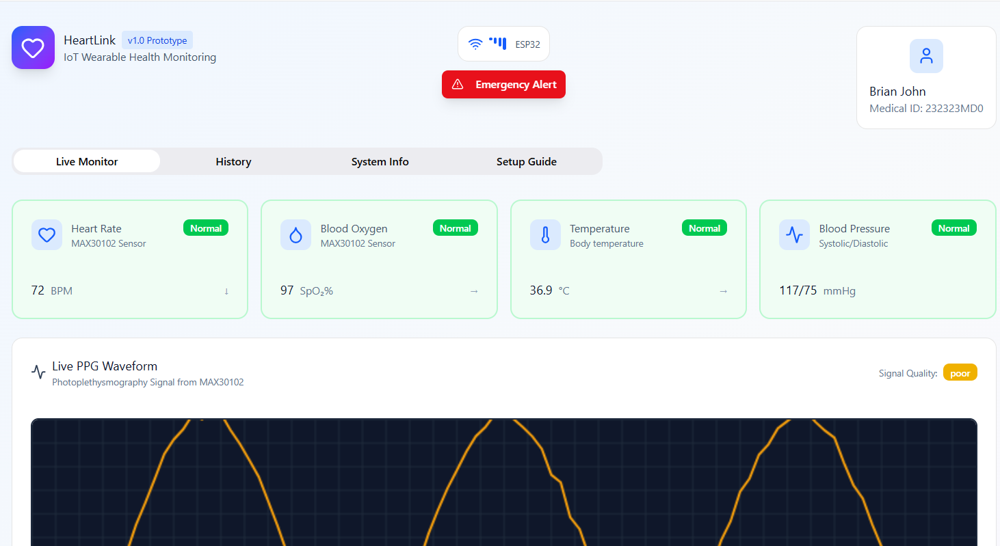 HeartLink v1.0 Prototype
IoT Wearable Health Monitoring
ESP32
Emergency Alert
Brian John
Medical ID: 232323MD0
Live Monitor History System Info Setup Guide
Heart Rate Normal
MAX30102 Sensor
72 BPM ↓
Blood Oxygen Normal
MAX30102 Sensor
97 SpO₂% →
Temperature Normal
Body temperature
36.9 °C →
Blood Pressure Normal
Systolic/Diastolic
117/75 mmHg
Live PPG Waveform
Photoplethysmography Signal from MAX30102
Signal Quality: poor